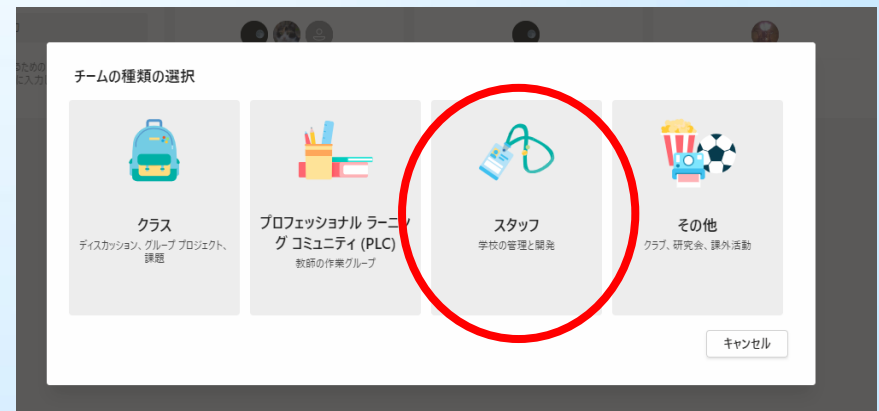 チームの種類の選択
クラス
ディスカッション、グループ プロジェクト、
課題
プロフェッショナル ラーニン
グ コミュニティ (PLC)
教師の作業グループ
スタッフ
学校の管理と開発
その他
クラブ、研究会、課外活動
キャンセル